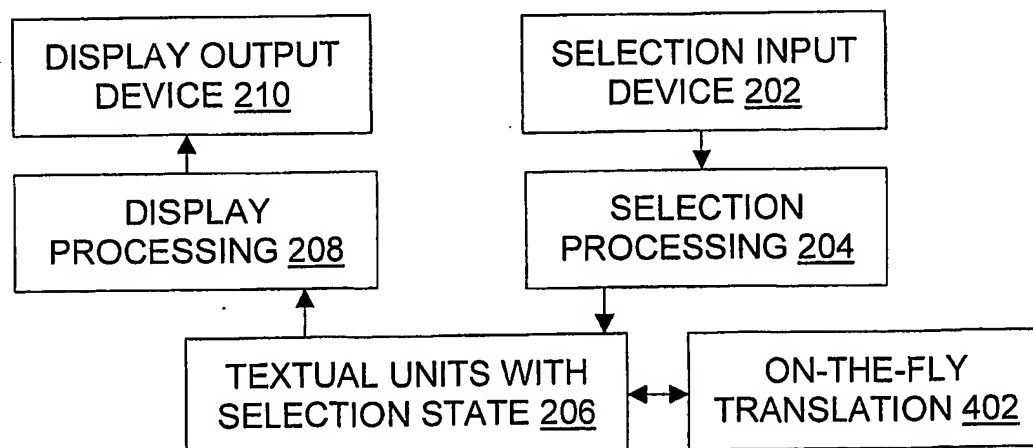 DISPLAY OUTPUT
DEVICE 210
SELECTION INPUT
DEVICE 202
DISPLAY
PROCESSING 208
SELECTION
PROCESSING 204
TEXTUAL UNITS WITH
SELECTION STATE 206
ON-THE-FLY
TRANSLATION 402